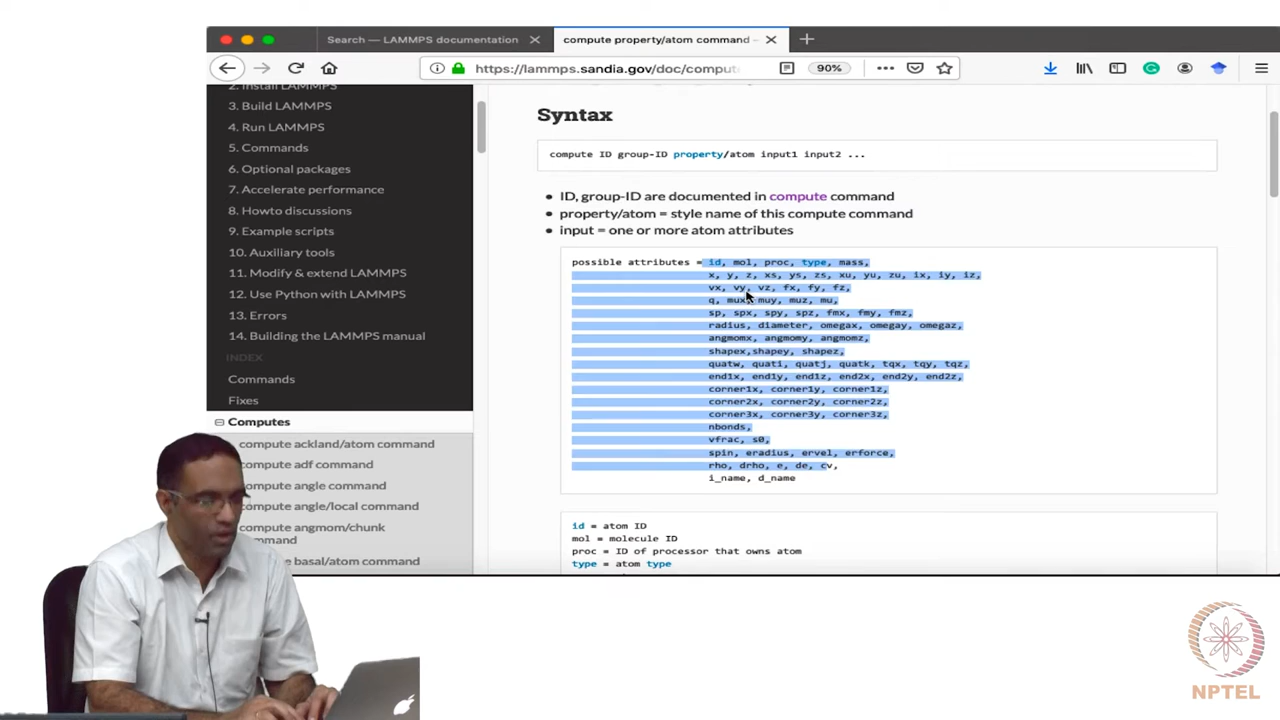 Search — LAMMPS documentation
compute property/atom command
https://lammps.sandia.gov/doc/comput
90%
2. Install LAMMPS
3. Build LAMMPS
4. Run LAMMPS
5. Commands
6. Optional packages
7. Accelerate performance
8. Howto discussions
9. Example scripts
10. Auxiliary tools
11. Modify & extend LAMMPS
12. Use Python with LAMMPS
13. Errors
14. Building the LAMMPS manual
INDEX
Commands
Fixes
Computes
compute ackland/atom command
compute adf command
compute angle command
compute angle/local command
compute angmom/chunk
command
basal/atom command
Syntax
compute ID group-ID property/atom input1 input2 ...
• ID, group-ID are documented in compute command
• property/atom = style name of this compute command
• input = one or more atom attributes
possible attributes = id, mol, proc, type, mass,
x, y, z, xs, ys, zs, xu, yu, zu, ix, iy, iz,
vx, vy, vz, fx, fy, fz,
q, mux, muy, muz, mu,
sp, spx, spy, spz, fmx, fmy, fmz,
radius, diameter, omegax, omegay, omegaz,
angmomx, angmomy, angmomz,
shapex,shapey, shapez,
quatw, quati, quatj, quatk, tqx, tqy, tqz,
end1x, end1y, end1z, end2x, end2y, end2z,
corner1x, corner1y, corner1z,
corner2x, corner2y, corner2z,
corner3x, corner3y, corner3z,
nbonds,
vfrac, s0,
spin, eradius, ervel, erforce,
rho, drho, e, de, cv,
i_name, d_name
id = atom ID
mol = molecule ID
proc = ID of processor that owns atom
type = atom type
NPTEL